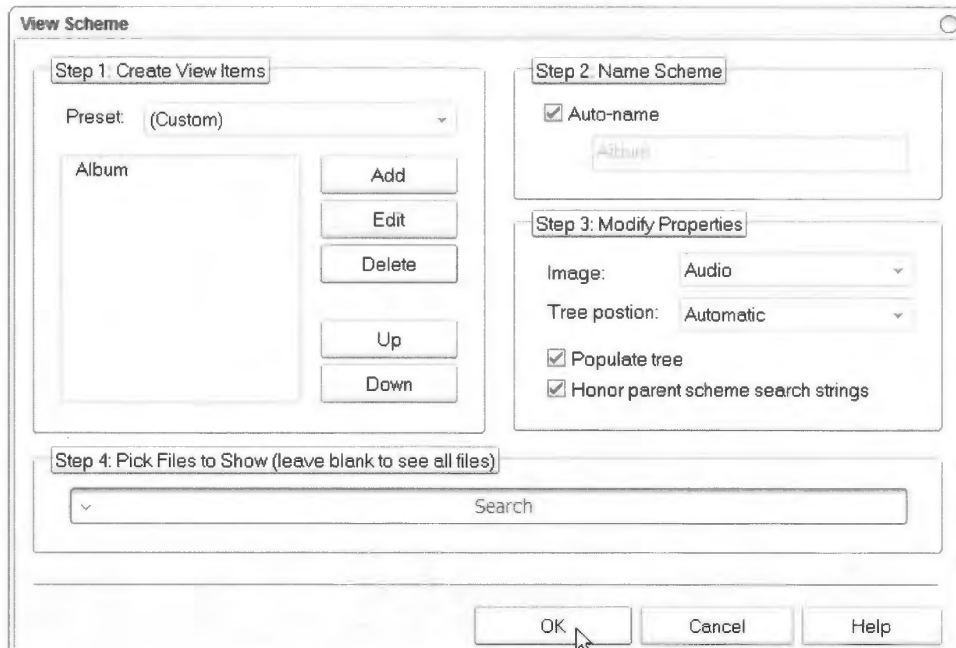 View Scheme
Step 1: Create View Items
Preset: (Custom)
Album
Add
Edit
Delete
Up
Down
Step 2: Name Scheme
Auto-name
Album
Step 3: Modify Properties
Image: Audio
Tree postion: Automatic
Populate tree
Honor parent scheme search strings
Step 4: Pick Files to Show (leave blank to see all files)
Search
OK
Cancel
Help